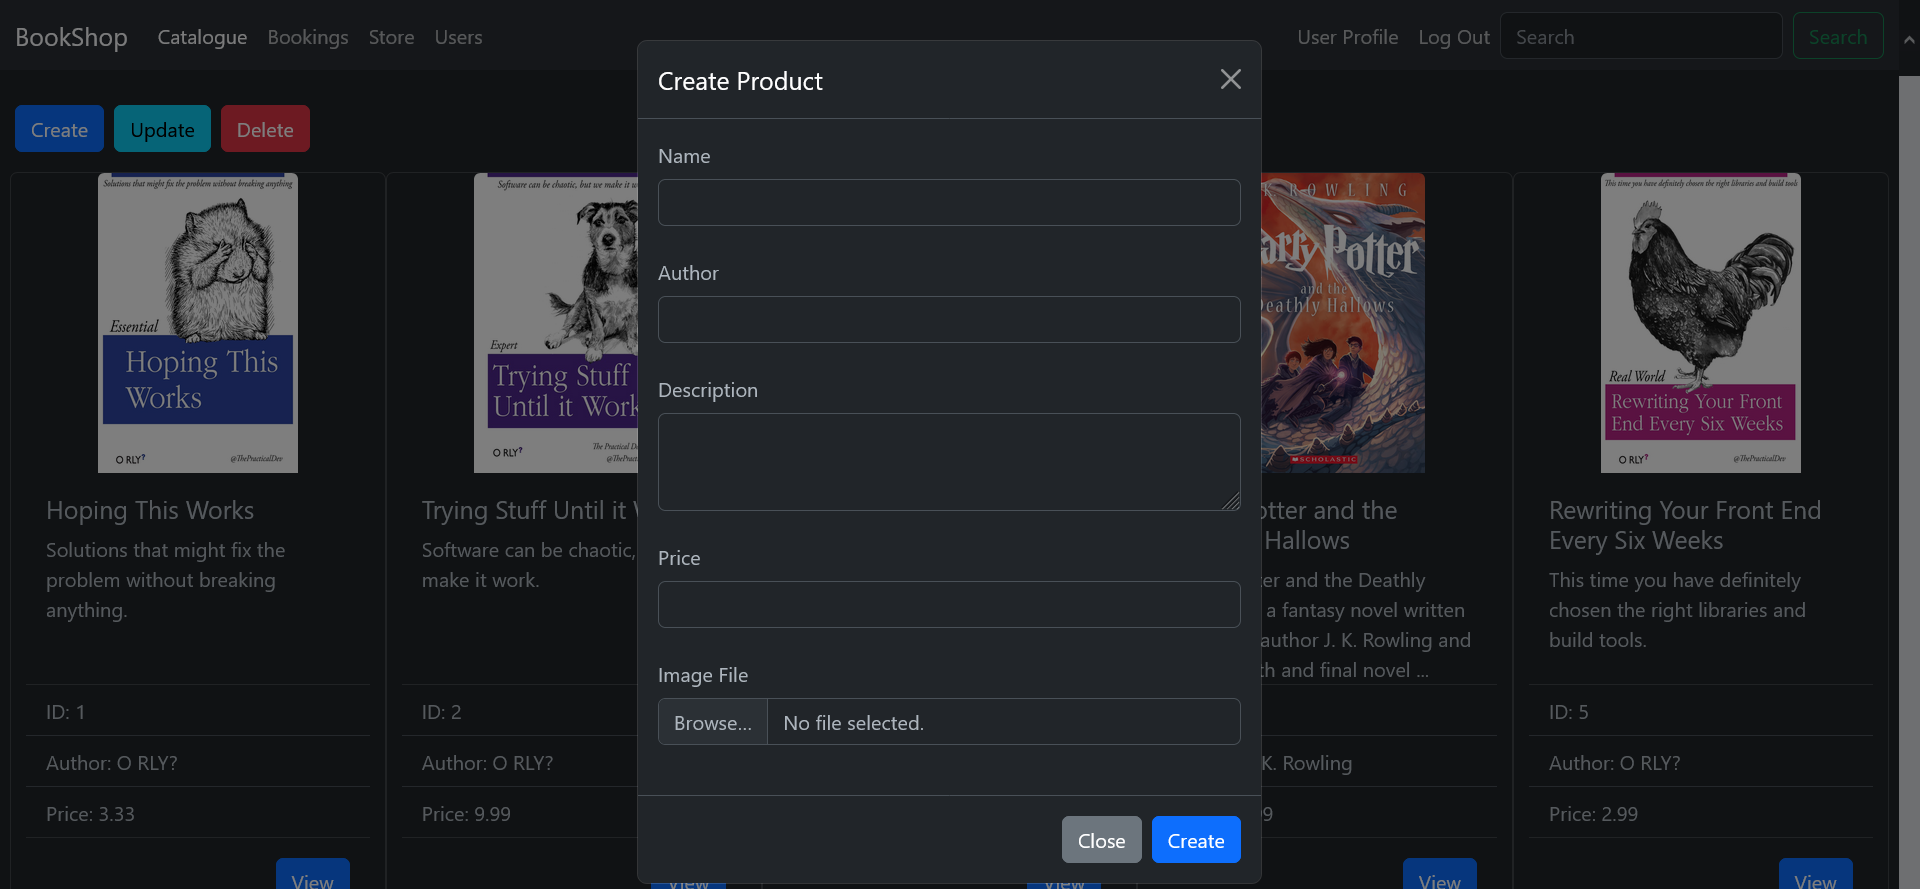 BookShop Catalogue Bookings Store Users User Profile Log Out Search Search
Create Update Delete
Create Product
Name
Author
Description
Price
Image File
Browse... No file selected.
Close Create
Solutions that might fix the problem without breaking anything
Essential
Hoping This
Works
O RLY?
@ThePracticalDev
Hoping This Works
Solutions that might fix the
problem without breaking
anything.
ID: 1
Author: O RLY?
Price: 3.33
View
Software can be chaotic, but we make it
Expert
Trying Stuff
Until it Work
O RLY?
The Practical
@ThePract
Trying Stuff Until it
Software can be chaotic,
make it work.
ID: 2
Author: O RLY?
Price: 9.99
View
View
K. ROWLING
arry Potter
and the
Deathly Hallows
SCHOLASTIC
otter and the
Hallows
ter and the Deathly
a fantasy novel written
author J. K. Rowling and
th and final novel ...
K. Rowling
9
View
This time you have definitely chosen the right libraries and build tools
Real World
Rewriting Your Front
End Every Six Weeks
O RLY?
@ThePracticalDev
Rewriting Your Front End
Every Six Weeks
This time you have definitely
chosen the right libraries and
build tools.
ID: 5
Author: O RLY?
Price: 2.99
View